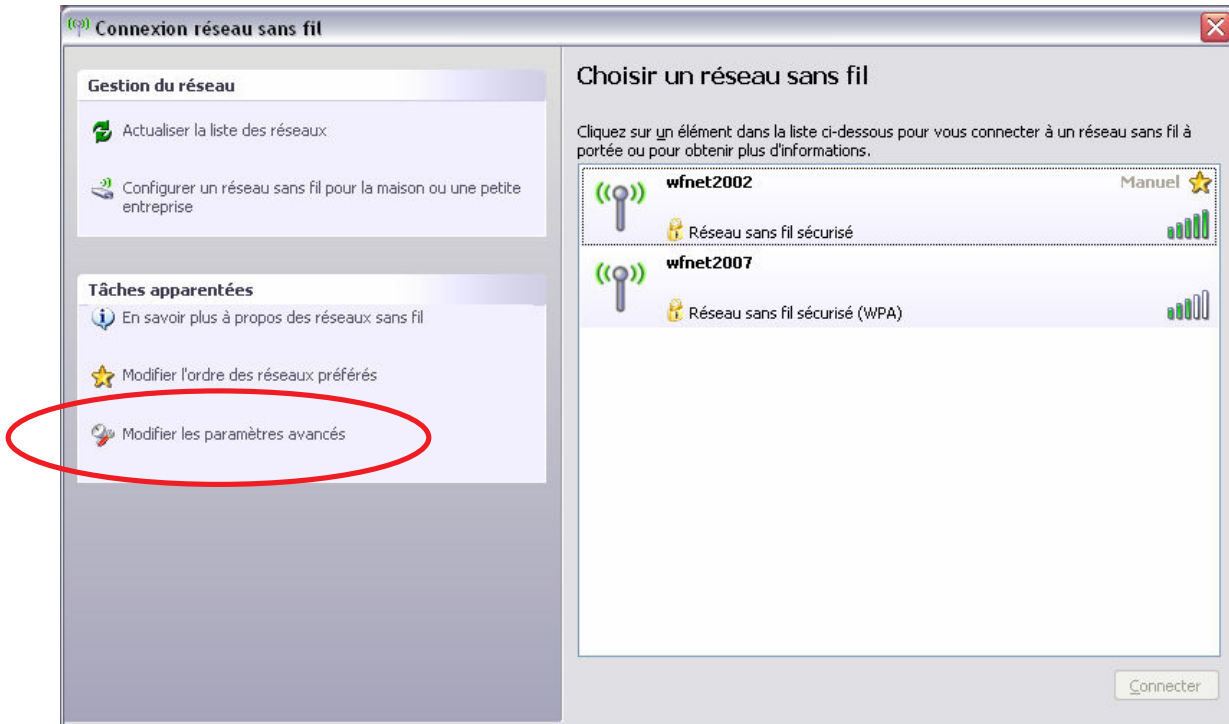 Connexion réseau sans fil
Gestion du réseau
Actualiser la liste des réseaux
Configurer un réseau sans fil pour la maison ou une petite
entreprise
Tâches apparentées
En savoir plus à propos des réseaux sans fil
Modifier l'ordre des réseaux préférés
Modifier les paramètres avancés
Choisir un réseau sans fil
Cliquez sur un élément dans la liste ci-dessous pour vous connecter à un réseau sans fil à
portée ou pour obtenir plus d'informations.
wfnet2002 Manuel
Réseau sans fil sécurisé
wfnet2007
Réseau sans fil sécurisé (WPA)
Connecter